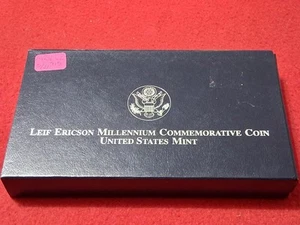 Leif Ericson Millennium Commemorative Coin
United States Mint